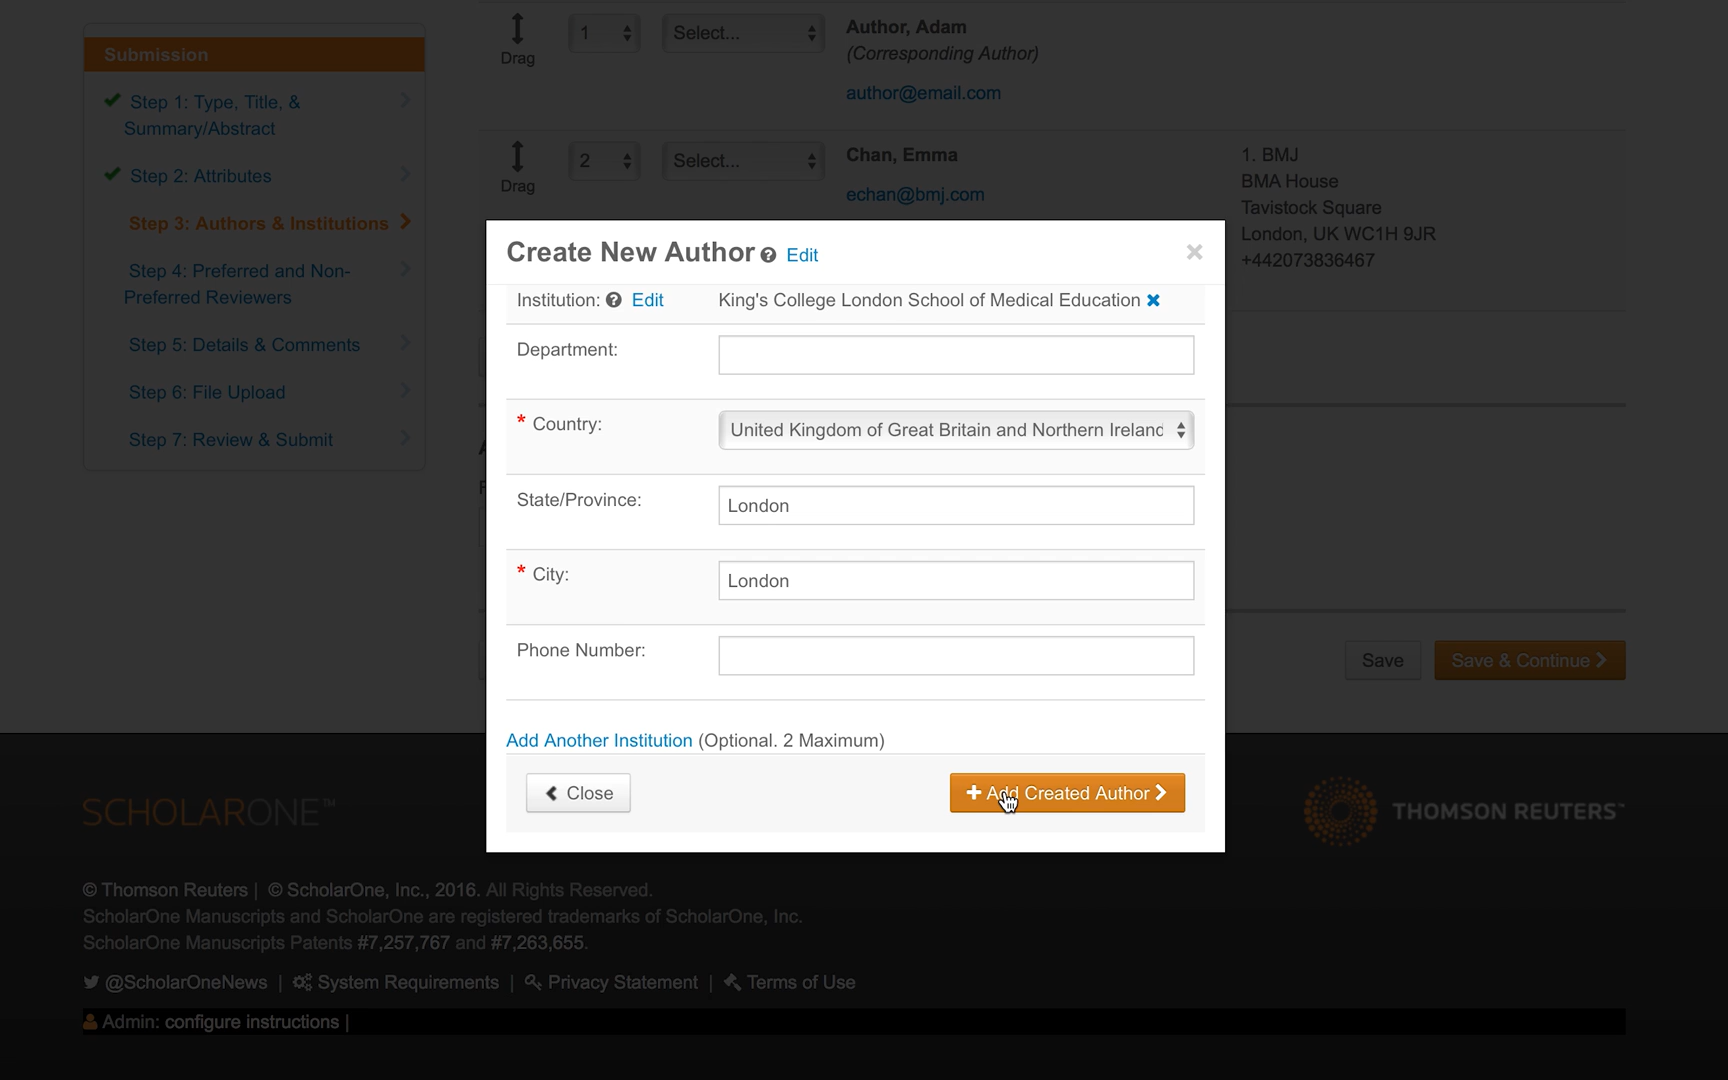 Submission
Step 1: Type, Title, &
Summary/Abstract
Step 2: Attributes
Step 3: Authors & Institutions
Step 4: Preferred and Non-
Preferred Reviewers
Step 5: Details & Comments
Step 6: File Upload
Step 7: Review & Submit
Drag
1
Select...
Author, Adam
(Corresponding Author)
author@email.com
Drag
2
Select...
Chan, Emma
echan@bmj.com
1. BMJ
BMA House
Tavistock Square
London, UK WC1H 9JR
+442073836467
Create New Author Edit
Institution: Edit King's College London School of Medical Education
Department:
* Country: United Kingdom of Great Britain and Northern Ireland
State/Province: London
* City: London
Phone Number:
Add Another Institution (Optional. 2 Maximum)
Close
Add Created Author
Save
Save & Continue
SCHOLARONE™
THOMSON REUTERS™
© Thomson Reuters | © ScholarOne, Inc., 2016. All Rights Reserved.
ScholarOne Manuscripts and ScholarOne are registered trademarks of ScholarOne, Inc.
ScholarOne Manuscripts Patents #7,257,767 and #7,263,655.
@ScholarOneNews | System Requirements | Privacy Statement | Terms of Use
Admin: configure instructions |